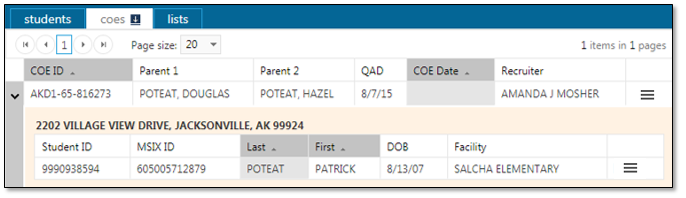 students coes lists
1 Page size: 20 1 items in 1 pages
COE ID Parent 1 Parent 2 QAD COE Date Recruiter
AKD1-65-816273 POTEAT, DOUGLAS POTEAT, HAZEL 8/7/15 AMANDA J MOSHER
2202 VILLAGE VIEW DRIVE, JACKSONVILLE, AK 99924
Student ID MSIX ID Last First DOB Facility
9990938594 605005712879 POTEAT PATRICK 8/13/07 SALCHA ELEMENTARY